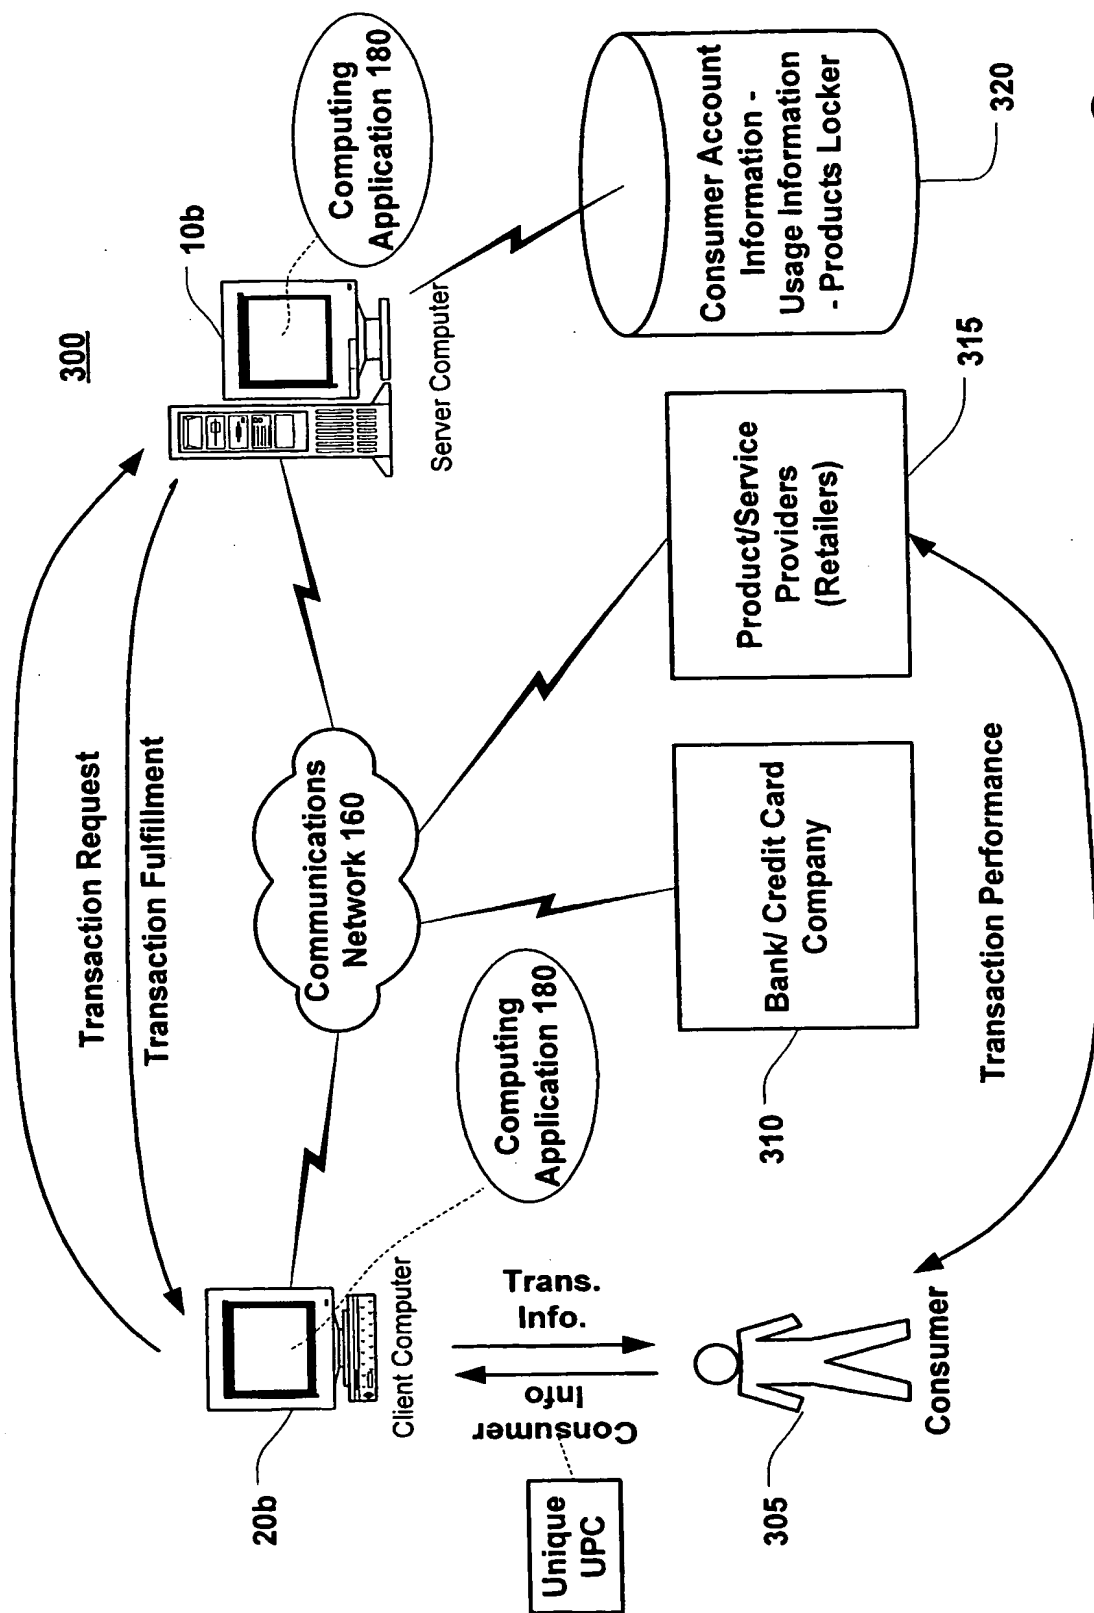 300
Transaction Request
Transaction Fulfillment
20b
Client Computer
Computing
Application 180
Communications
Network 160
10b
Server Computer
Computing
Application 180
Unique
UPC
Consumer
Info
Trans.
Info.
305
Consumer
310
Bank/ Credit Card
Company
Product/Service
Providers
(Retailers)
315
Consumer Account
Information -
Usage Information
- Products Locker
320
Transaction Performance